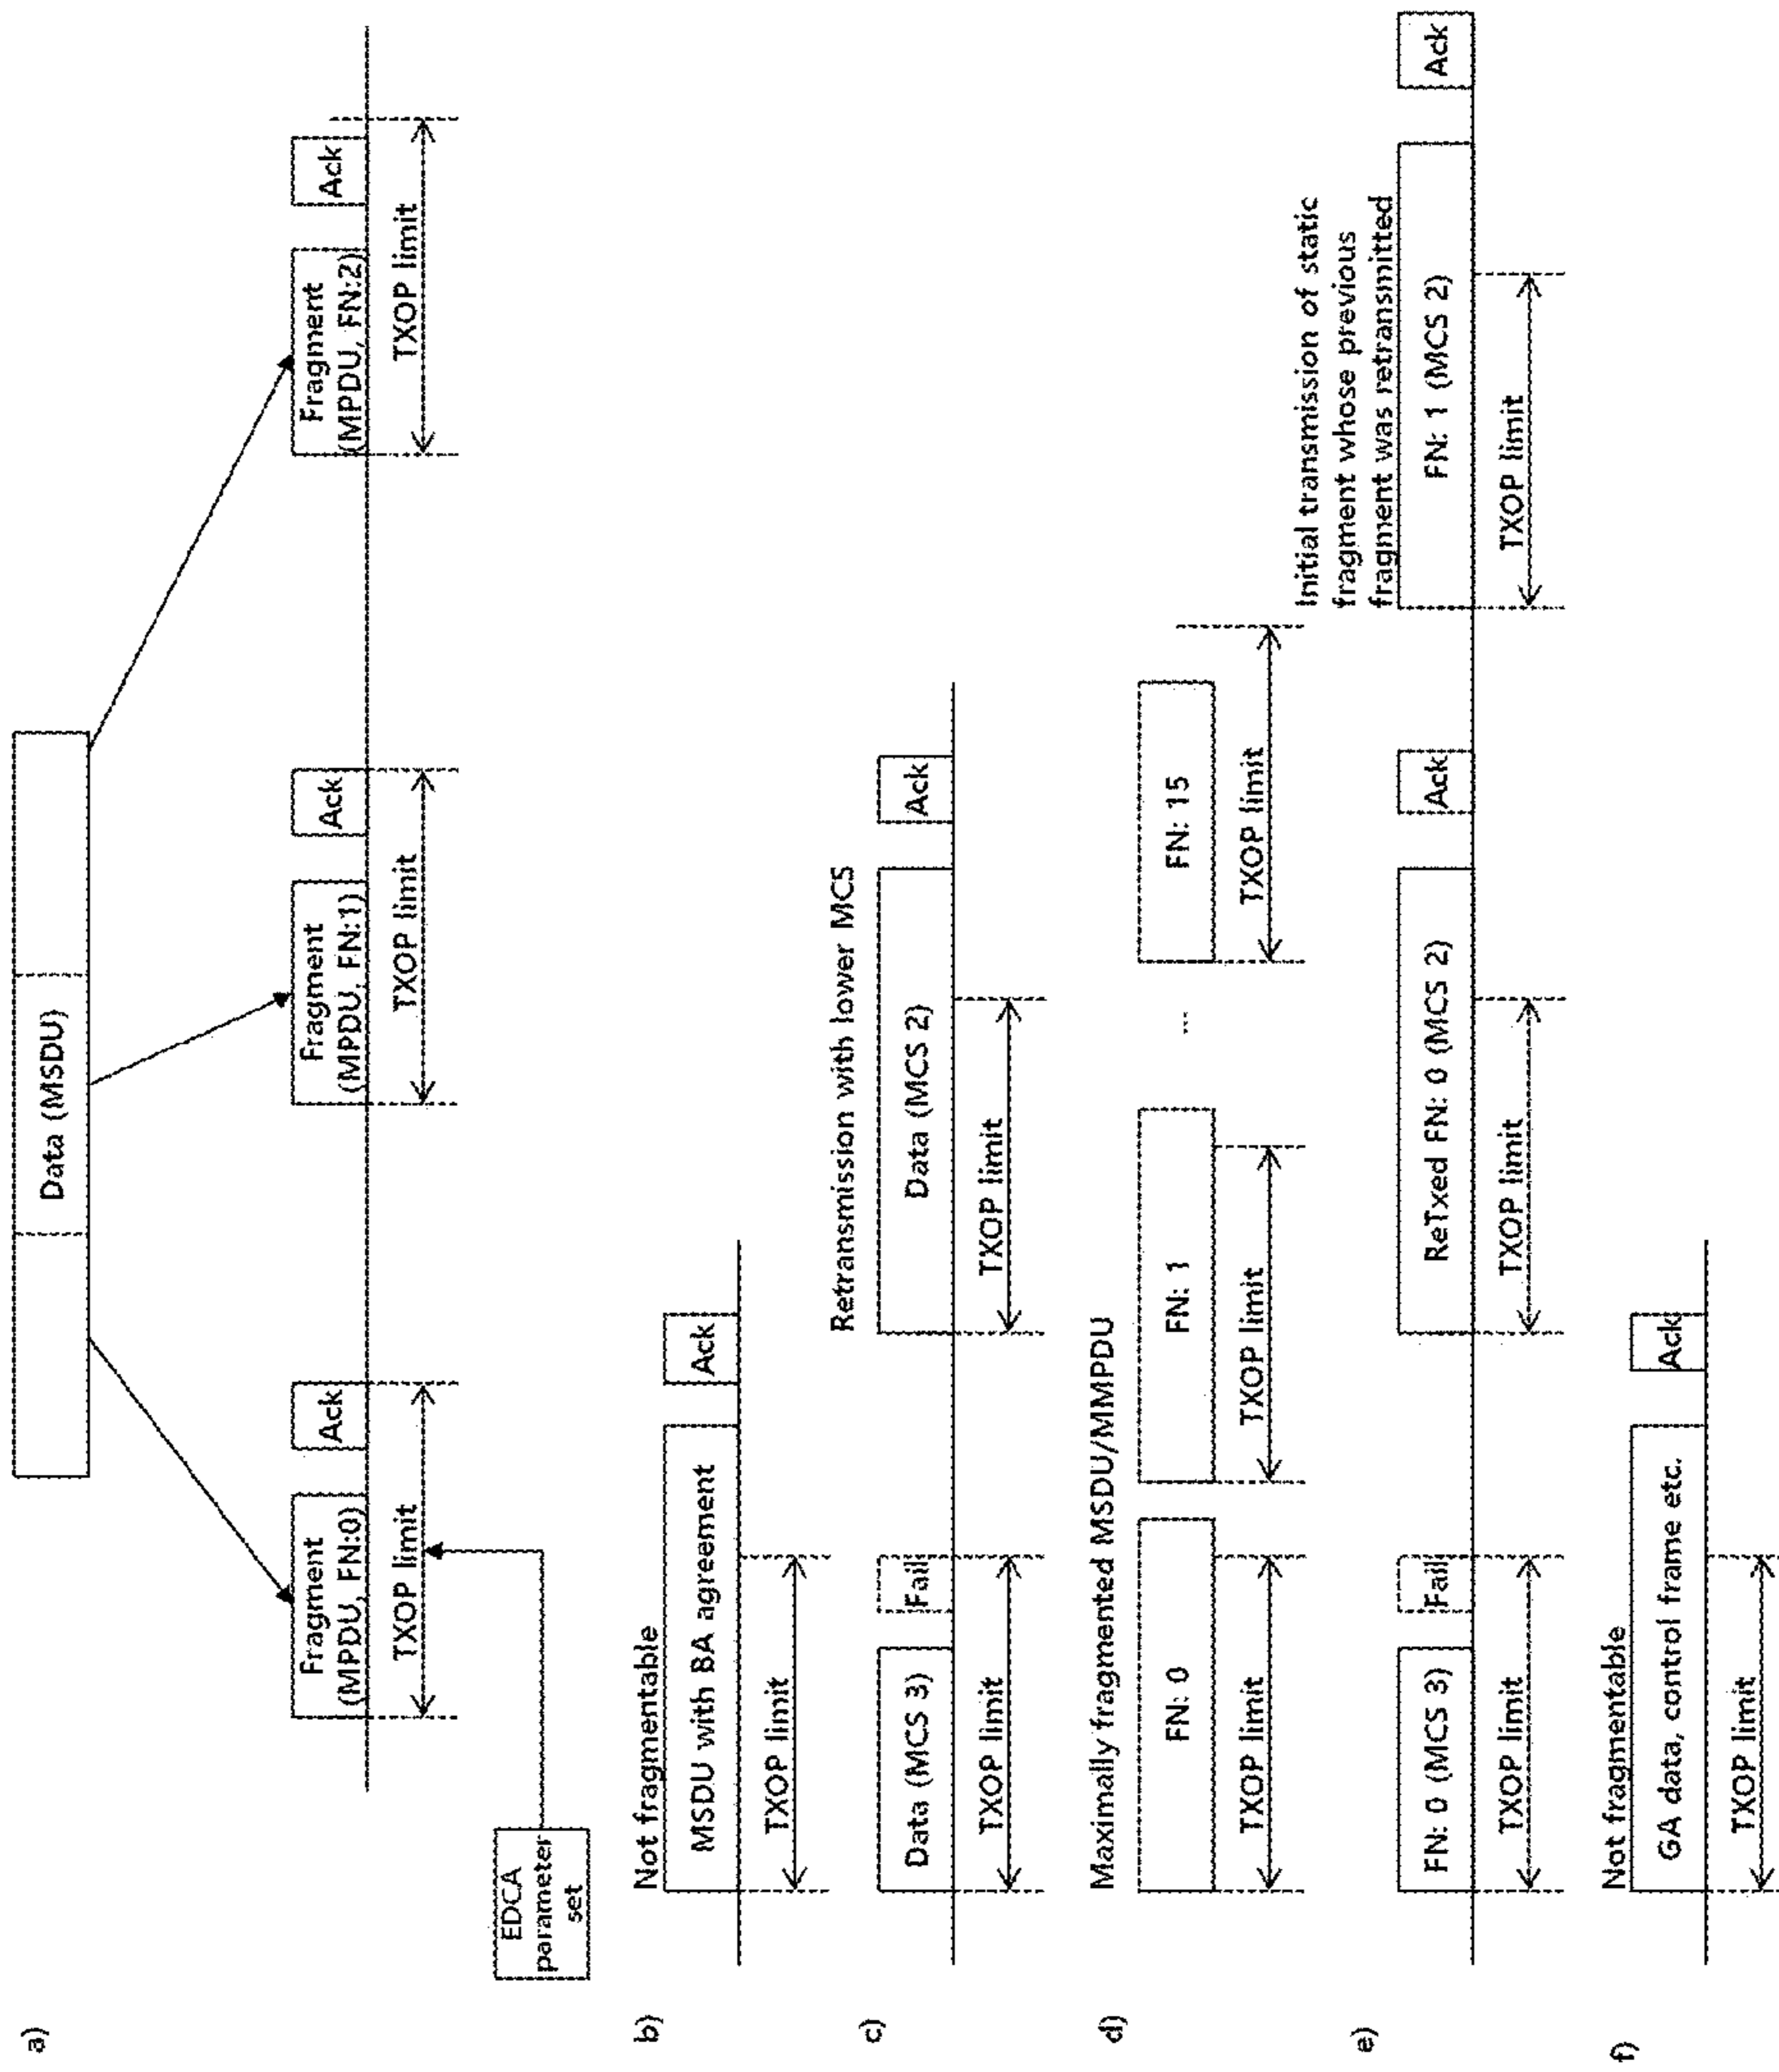 a)
Data (MSDU)
Fragment
(MPDU, FN:0)
Ack
Fragment
(MPDU, FN:1)
Ack
Fragment
(MPDU, FN:2)
Ack
TXOP limit
TXOP limit
TXOP limit
EDCA
parameter
set
b)
Not fragmentable
MSDU with BA agreement
Ack
TXOP limit
c)
Retransmission with lower MCS
Data (MCS 3)
Fail
Data (MCS 2)
Ack
TXOP limit
TXOP limit
d)
Maximally fragmented MSDU/MMPDU
FN: 0
FN: 1
...
FN: 15
TXOP limit
TXOP limit
TXOP limit
e)
Initial transmission of static
fragment whose previous
fragment was retransmitted
FN: 0 (MCS 3)
Fail
ReTxed FN: 0 (MCS 2)
Ack
FN: 1 (MCS 2)
Ack
TXOP limit
TXOP limit
TXOP limit
f)
Not fragmentable
GA data, control frame etc.
Ack
TXOP limit